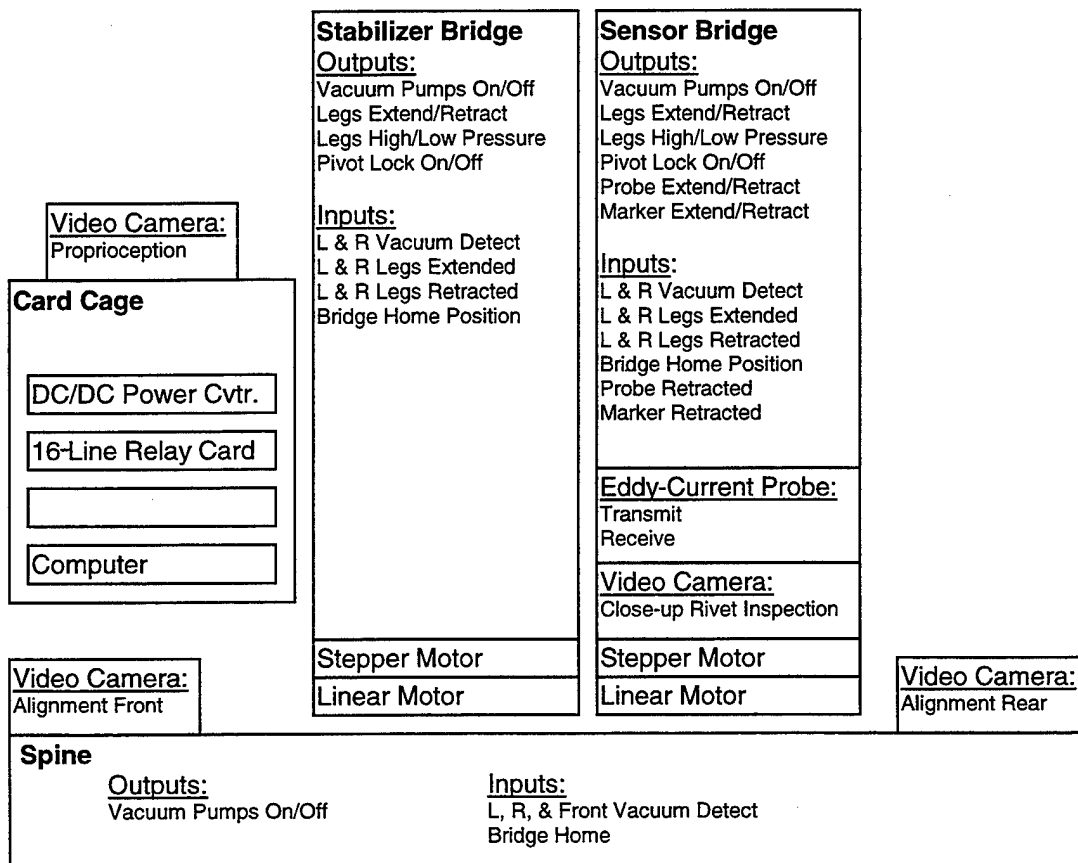 Stabilizer Bridge
Outputs:
Vacuum Pumps On/Off
Legs Extend/Retract
Legs High/Low Pressure
Pivot Lock On/Off
Inputs:
L & R Vacuum Detect
L & R Legs Extended
L & R Legs Retracted
Bridge Home Position
Stepper Motor
Linear Motor
Sensor Bridge
Outputs:
Vacuum Pumps On/Off
Legs Extend/Retract
Legs High/Low Pressure
Pivot Lock On/Off
Probe Extend/Retract
Marker Extend/Retract
Inputs:
L & R Vacuum Detect
L & R Legs Extended
L & R Legs Retracted
Bridge Home Position
Probe Retracted
Marker Retracted
Eddy-Current Probe:
Transmit
Receive
Video Camera:
Close-up Rivet Inspection
Stepper Motor
Linear Motor
Video Camera:
Proprioception
Card Cage
DC/DC Power Cvtr.
16-Line Relay Card
Computer
Video Camera:
Alignment Front
Video Camera:
Alignment Rear
Spine
Outputs:
Vacuum Pumps On/Off
Inputs:
L, R, & Front Vacuum Detect
Bridge Home